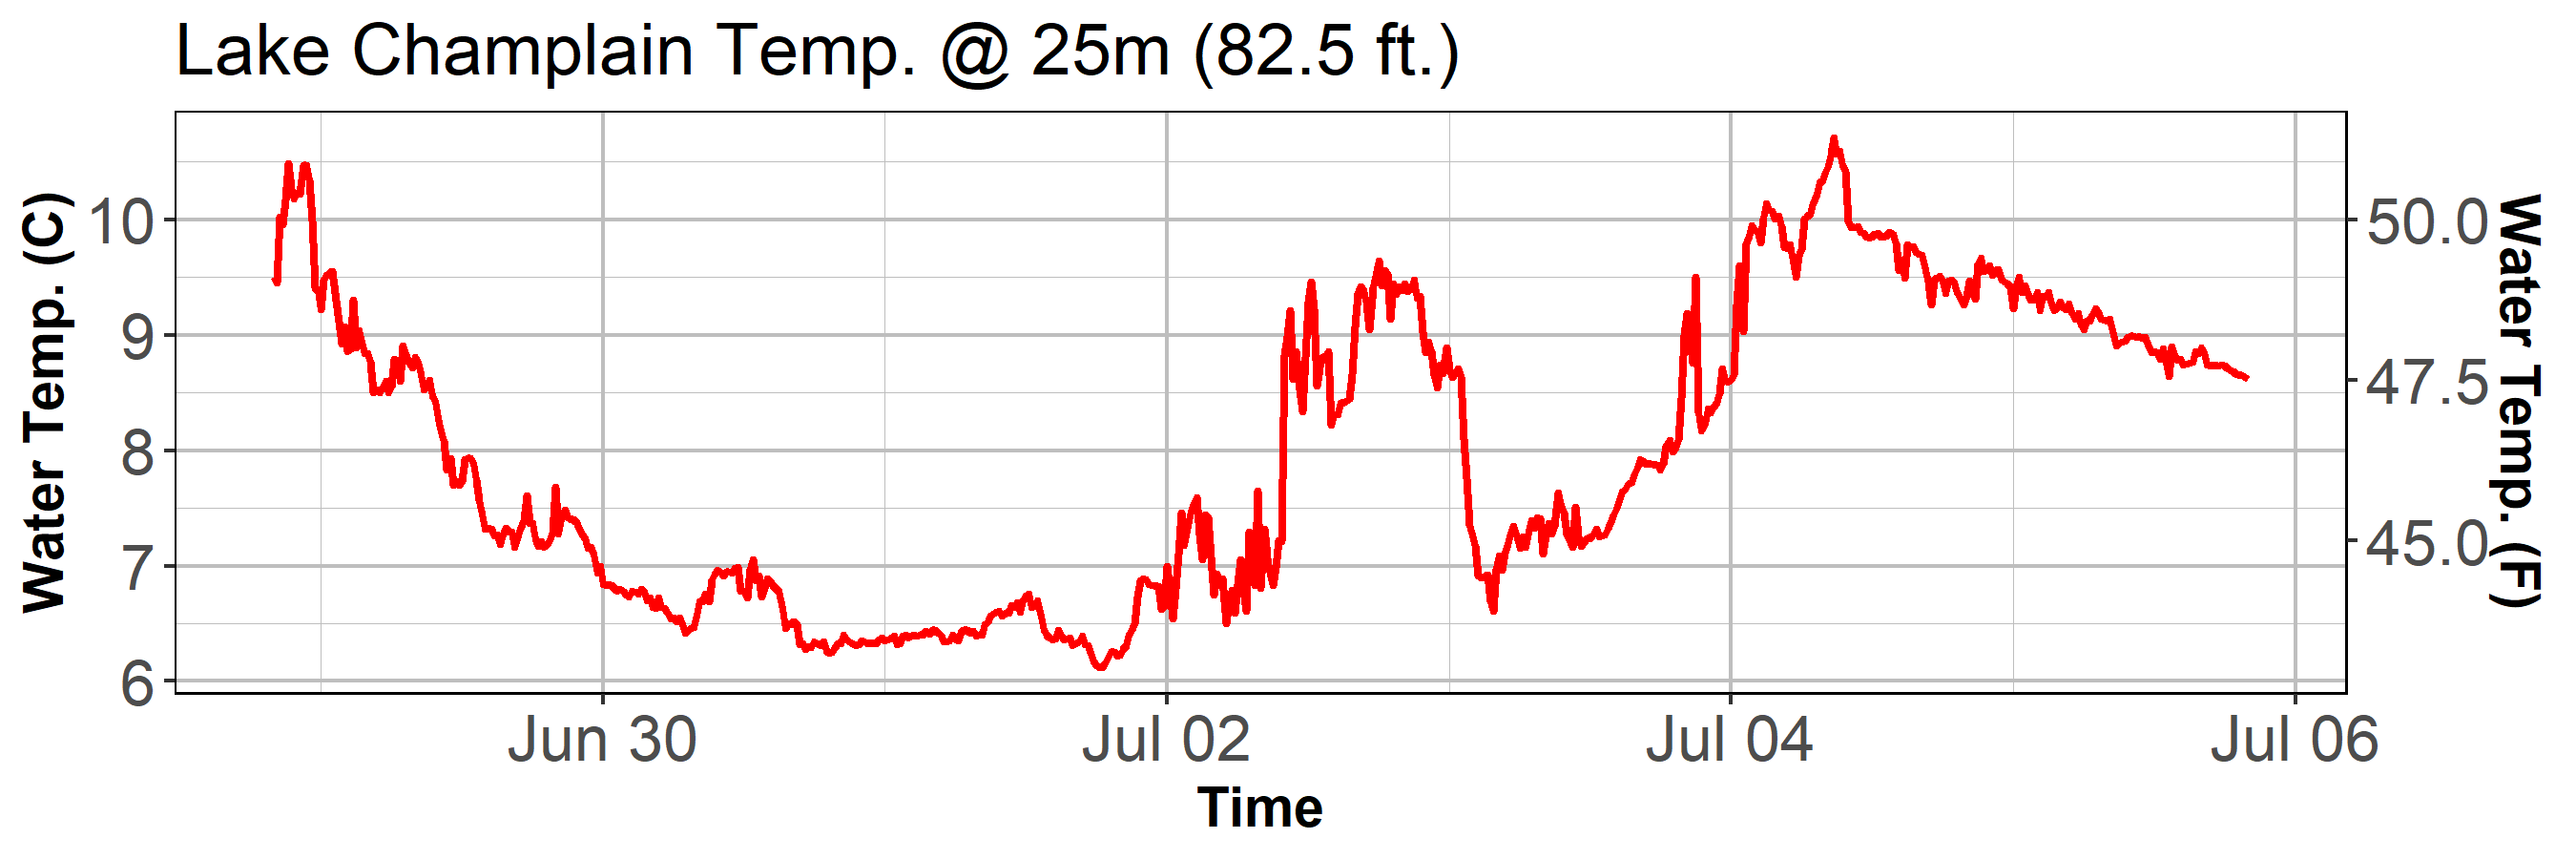 Lake Champlain Temp. @ 25m (82.5 ft.)
Water Temp. (C)
10
9
8
7
6
50.0
47.5
45.0
Water Temp. (F)
Jun 30
Jul 02
Jul 04
Jul 06
Time